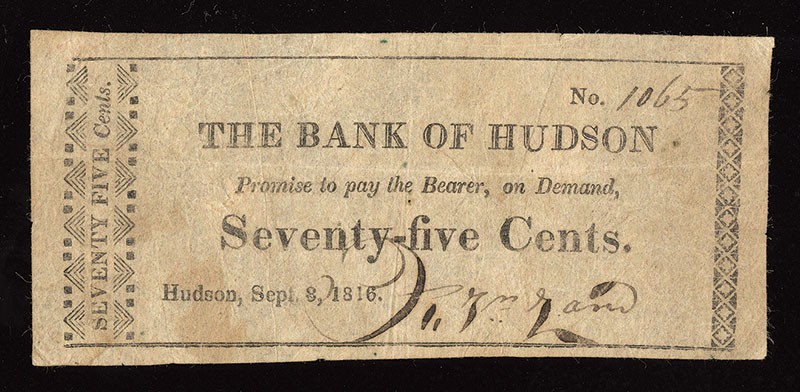 SEVENTY FIVE Cents.
No. 1065
THE BANK OF HUDSON
Promise to pay the Bearer, on Demand,
Seventy-five Cents.
Hudson, Sept. 8, 1816.